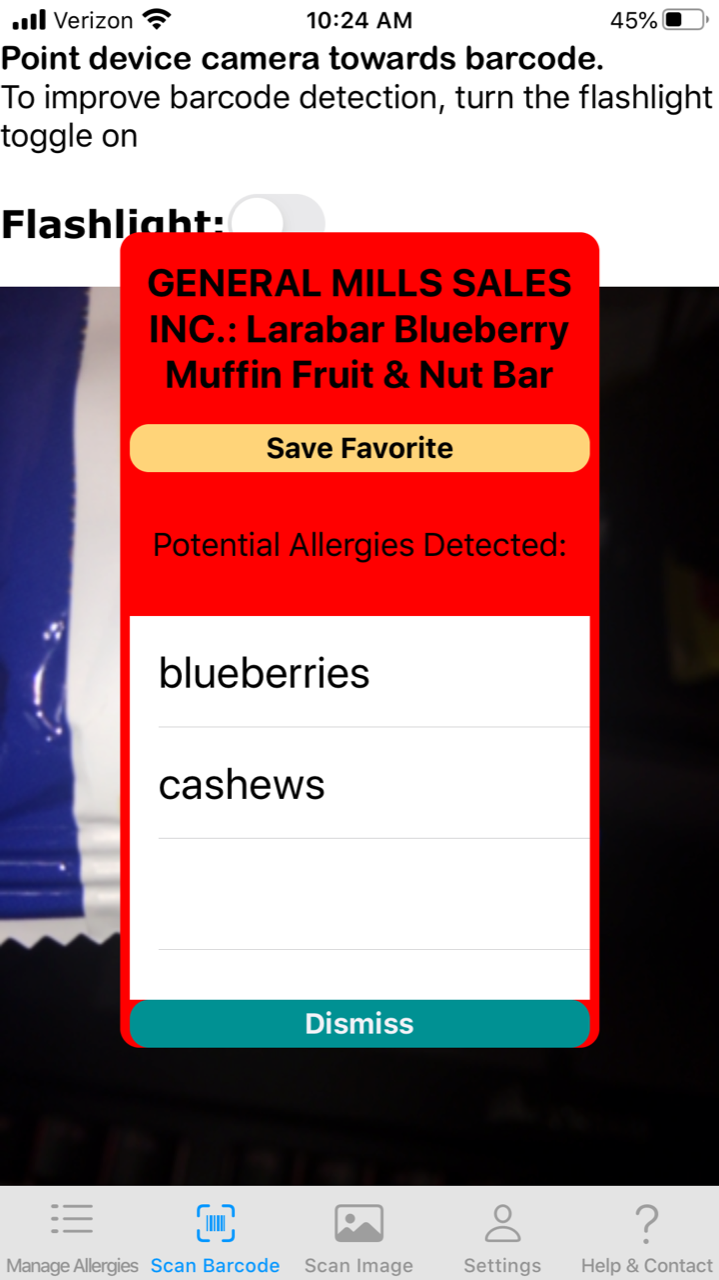 Verizon 10:24 AM 45%
Point device camera towards barcode.
To improve barcode detection, turn the flashlight
toggle on
Flashlight:
GENERAL MILLS SALES
INC.: Larabar Blueberry
Muffin Fruit & Nut Bar
Save Favorite
Potential Allergies Detected:
blueberries
cashews
Dismiss
Manage Allergies Scan Barcode Scan Image Settings Help & Contact